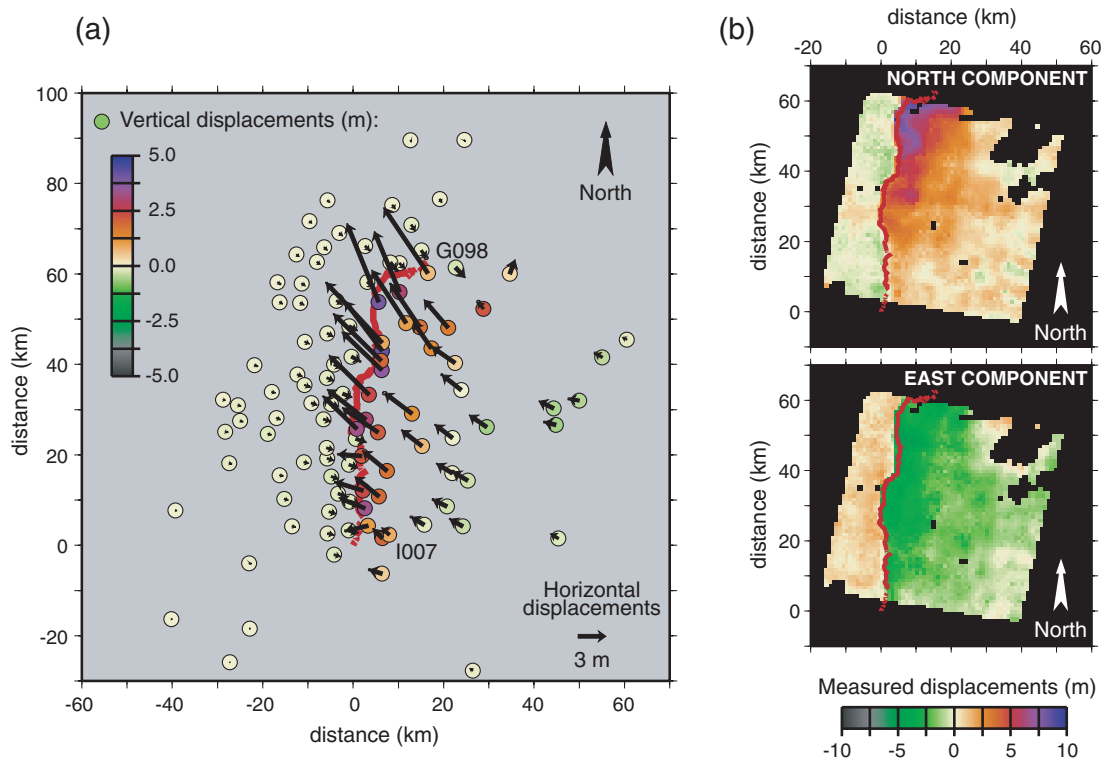 (a)
100
80
60
40
20
0
20
distance (km)
Vertical displacements (m):
5.0
2.5
0.0
-2.5
-5.0
North
G098
I007
Horizontal
displacements
3 m
-60
-40
-20
0
20
40
60
distance (km)
(b)
distance
(km)
-20
0
20
40
60
NORTH COMPONENT
60
40
20
0
distance (km)
North
EAST COMPONENT
60
40
20
0
distance (km)
North
Measured displacements (m)
-10
-5
0
5
10